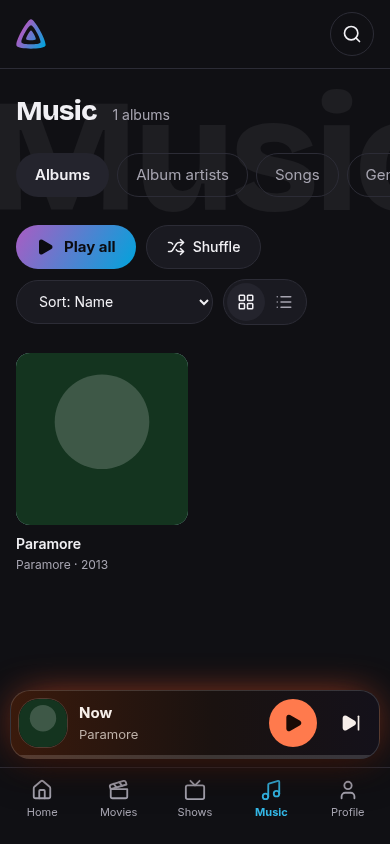 Music 1 albums
Music
Albums Album artists Songs Ger
Play all Shuffle
Sort: Name
Paramore
Paramore · 2013
Now
Paramore
Home Movies Shows Music Profile